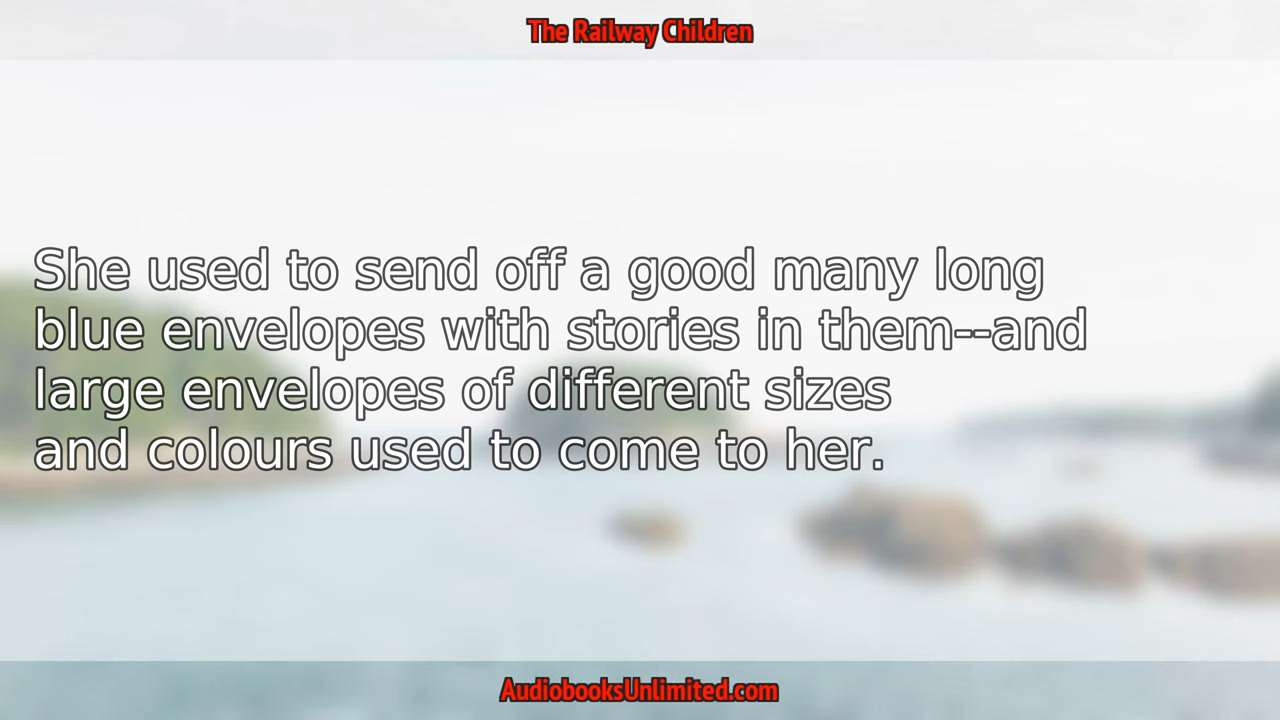 The Railway Children
She used to send off a good many long
blue envelopes with stories in them--and
large envelopes of different sizes
and colours used to come to her.
AudiobooksUnlimited.com